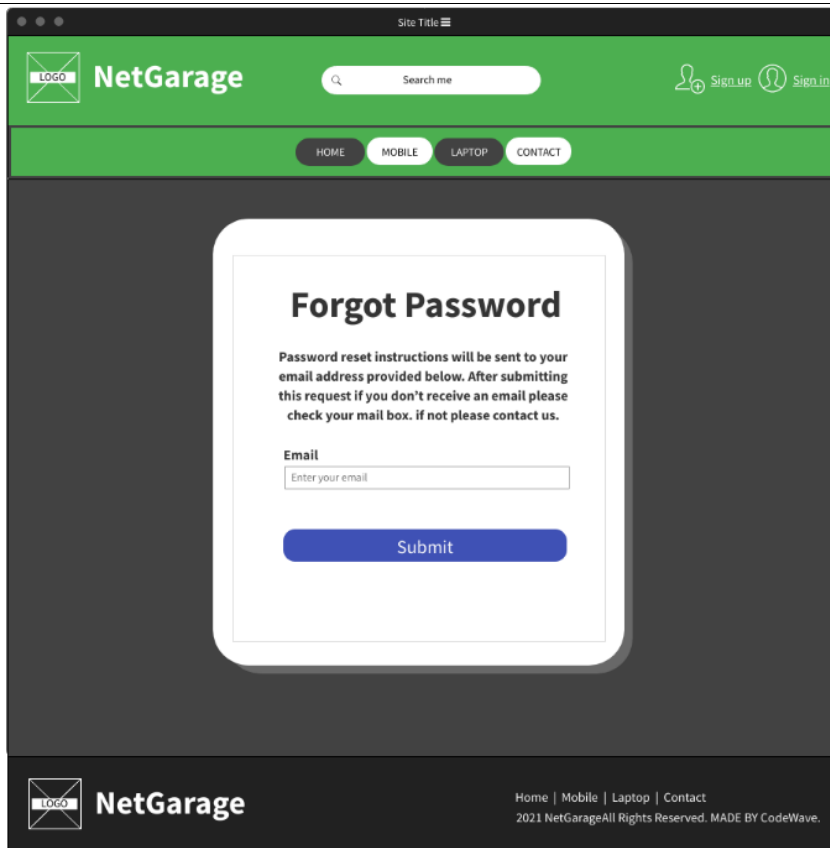 Site Title
LOGO NetGarage Search me Sign up Sign in
HOME MOBILE LAPTOP CONTACT
Forgot Password
Password reset instructions will be sent to your
email address provided below. After submitting
this request if you don’t receive an email please
check your mail box. if not please contact us.
Email
Enter your email
Submit
LOGO NetGarage
Home | Mobile | Laptop | Contact
2021 NetGarageAll Rights Reserved. MADE BY CodeWave.